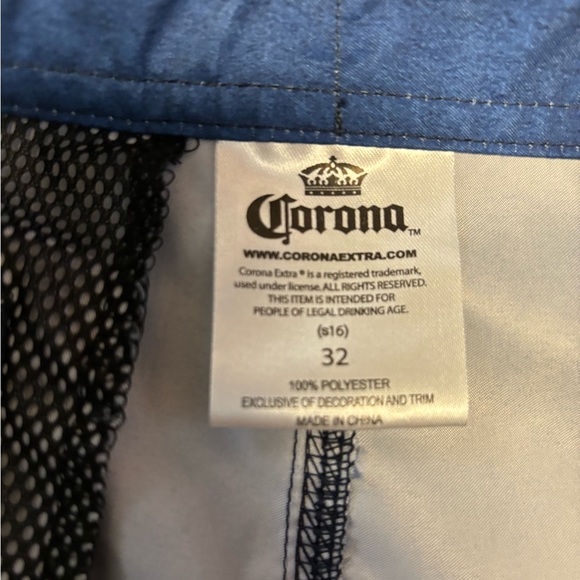 Corona™
WWW.CORONAEXTRA.COM
Corona Extra ® is a registered trademark,
used under license. ALL RIGHTS RESERVED.
THIS ITEM IS INTENDED FOR
PEOPLE OF LEGAL DRINKING AGE.
(s16)
32
100% POLYESTER
EXCLUSIVE OF DECORATION AND TRIM
MADE IN CHINA